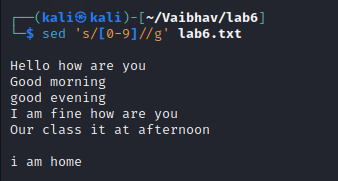 ┌──(kali㉿kali)-[~/Vaibhav/lab6]
└─$ sed 's/[0-9]//g' lab6.txt
Hello how are you
Good morning
good evening
I am fine how are you
Our class it at afternoon
i am home